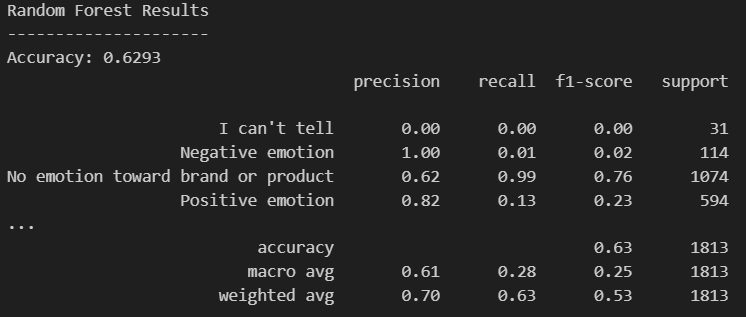 Random Forest Results
---------------------
Accuracy: 0.6293
precision recall f1-score support
I can't tell 0.00 0.00 0.00 31
Negative emotion 1.00 0.01 0.02 114
No emotion toward brand or product 0.62 0.99 0.76 1074
Positive emotion 0.82 0.13 0.23 594
...
accuracy 0.63 1813
macro avg 0.61 0.28 0.25 1813
weighted avg 0.70 0.63 0.53 1813